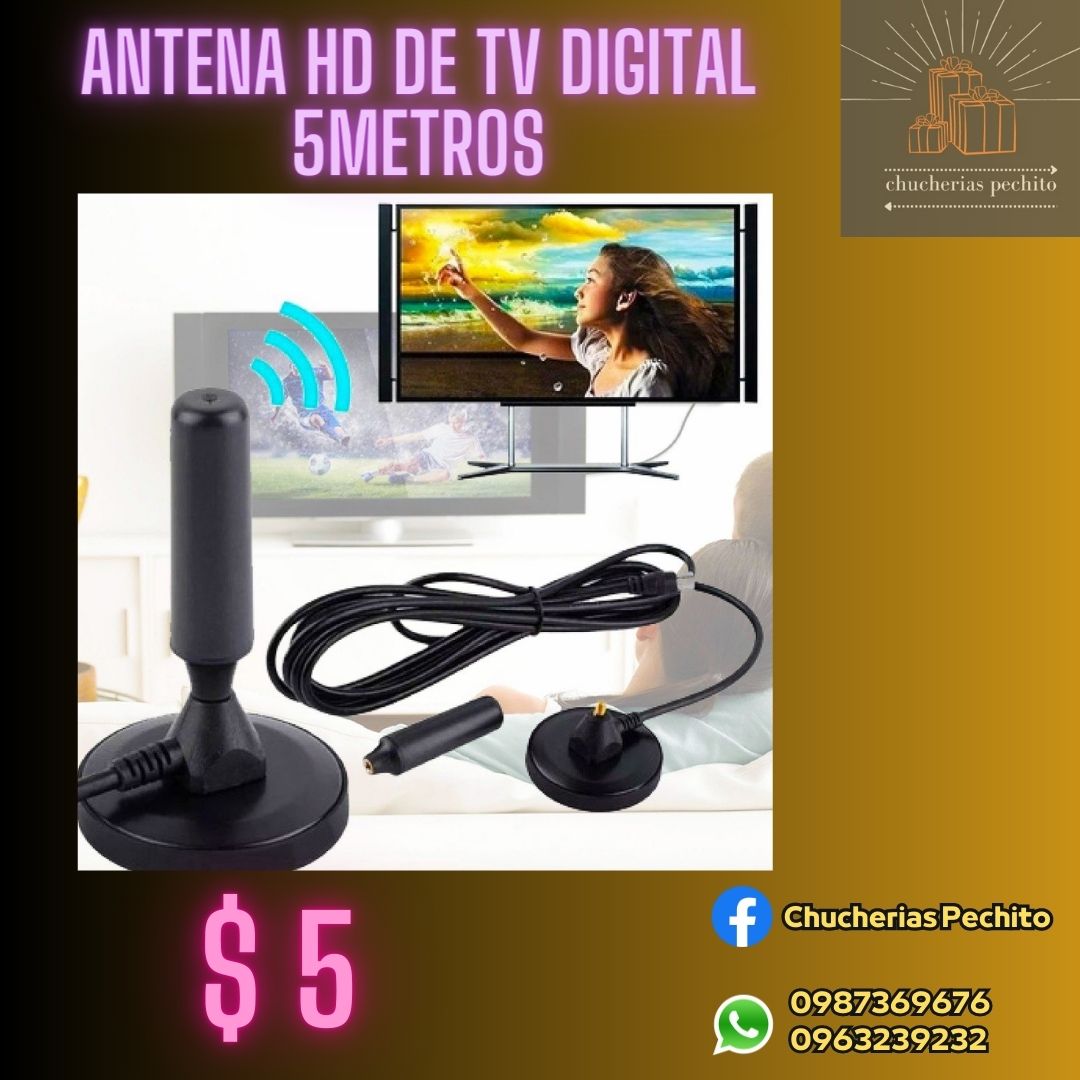 ANTENA HD DE TV DIGITAL
5METROS
chucherias pechito
$ 5
Chucherias Pechito
0987369676
0963239232